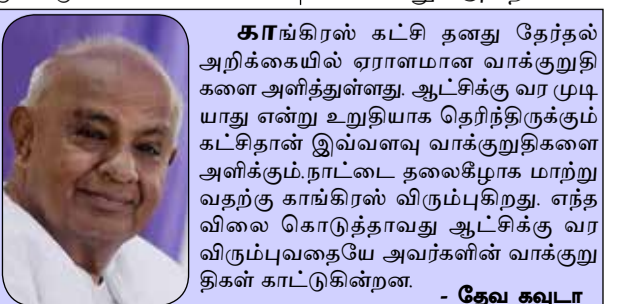 காங்கிரஸ் கட்சி தனது தேர்தல்
அறிக்கையில் ஏராளமான வாக்குறுதி
களை அளித்துள்ளது. ஆட்சிக்கு வர முடி
யாது என்று உறுதியாக தெரிந்திருக்கும்
கட்சிதான் இவ்வளவு வாக்குறுதிகளை
அளிக்கும்.நாட்டை தலைகீழாக மாற்று
வதற்கு காங்கிரஸ் விரும்புகிறது. எந்த
விலை கொடுத்தாவது ஆட்சிக்கு வர
விரும்புவதையே அவர்களின் வாக்குறு
திகள் காட்டுகின்றன.
- தேவ கவுடா